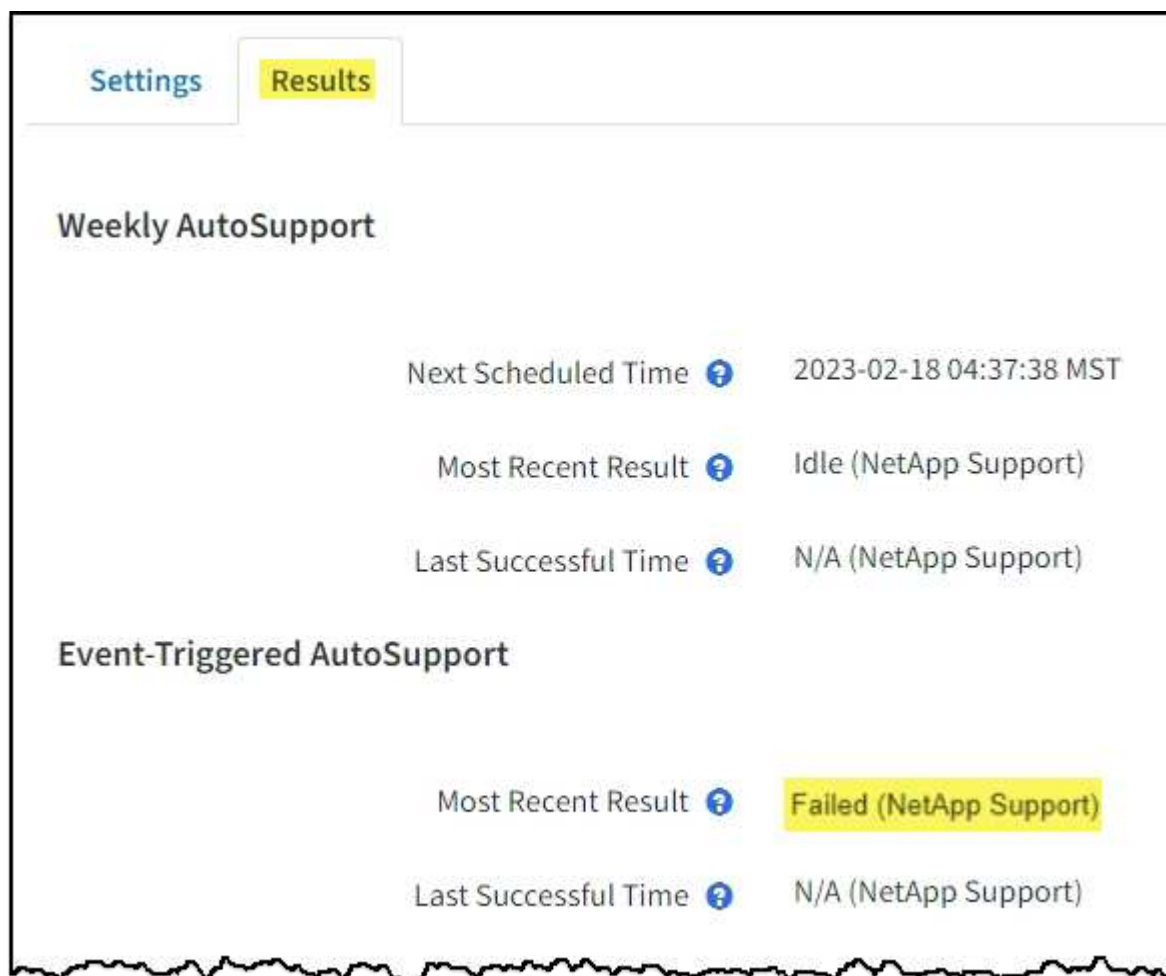 Settings Results
Weekly AutoSupport
Next Scheduled Time 2023-02-18 04:37:38 MST
Most Recent Result Idle (NetApp Support)
Last Successful Time N/A (NetApp Support)
Event-Triggered AutoSupport
Most Recent Result Failed (NetApp Support)
Last Successful Time N/A (NetApp Support)